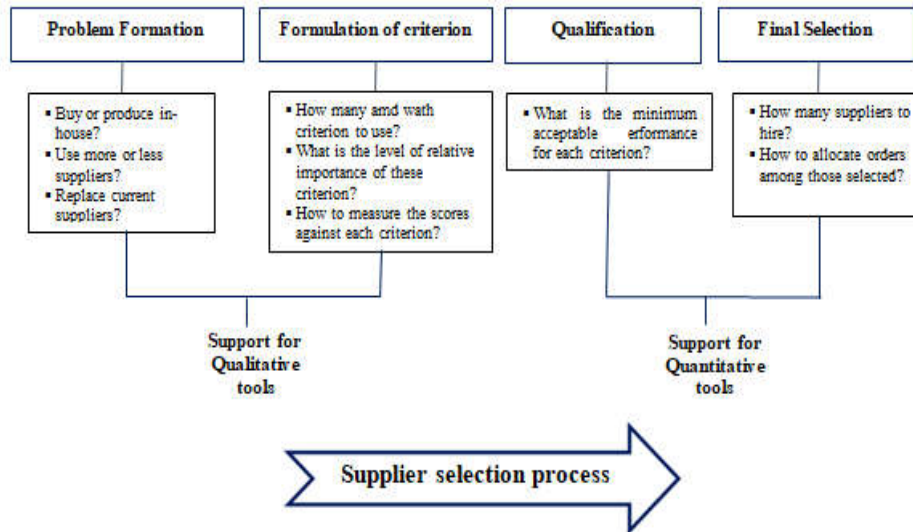 Problem Formation
Formulation of criterion
Qualification
Final Selection
▪ Buy or produce in-
house?
▪ Use more or less
suppliers?
▪ Replace current
suppliers?
▪ How many amd wath
criterion to use?
▪ What is the level of relative
importance of these
criterion?
▪ How to measure the scores
against each criterion?
▪ What is the minimum
acceptable erformance
for each criterion?
▪ How many suppliers to
hire?
▪ How to allocate orders
among those selected?
Support for
Qualitative
tools
Support for
Quantitative
tools
Supplier selection process